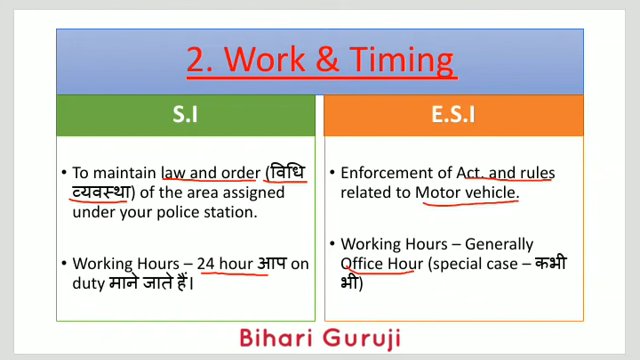 2. Work & Timing
S.I
E.S.I
• To maintain law and order (विधि
व्यवस्था) of the area assigned
under your police station.
• Working Hours – 24 hour आप on
duty माने जाते हैं।
• Enforcement of Act. and rules
related to Motor vehicle.
• Working Hours – Generally
Office Hour (special case – कभी
भी)
Bihari Guruji